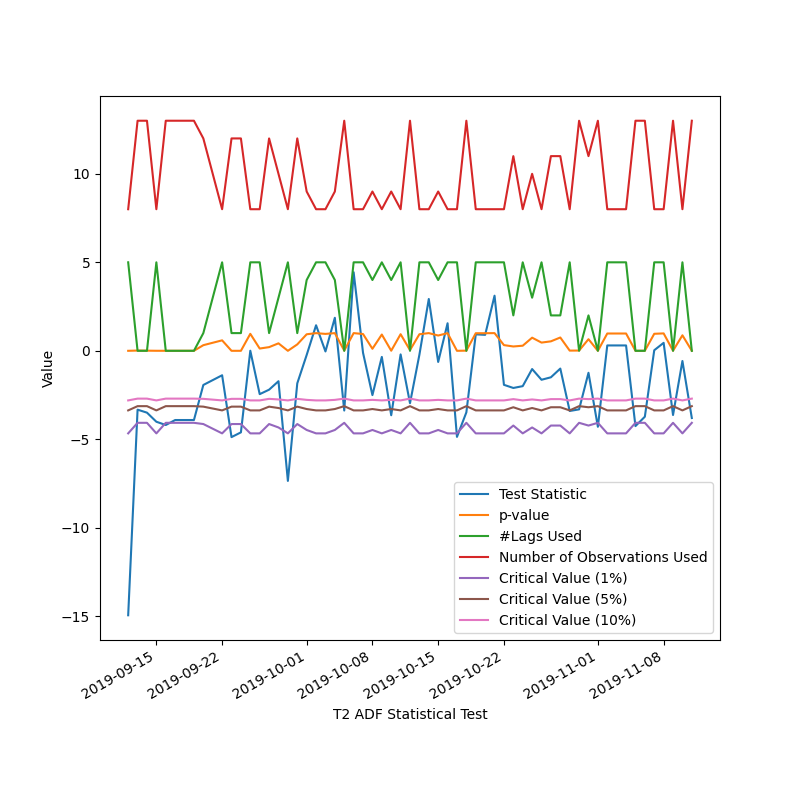 10
5
0
−5
−10
−15
Value
Test Statistic
p-value
#Lags Used
Number of Observations Used
Critical Value (1%)
Critical Value (5%)
Critical Value (10%)
2019-09-15
2019-09-22
2019-10-01
2019-10-08
2019-10-15
2019-10-22
2019-11-01
2019-11-08
T2 ADF Statistical Test